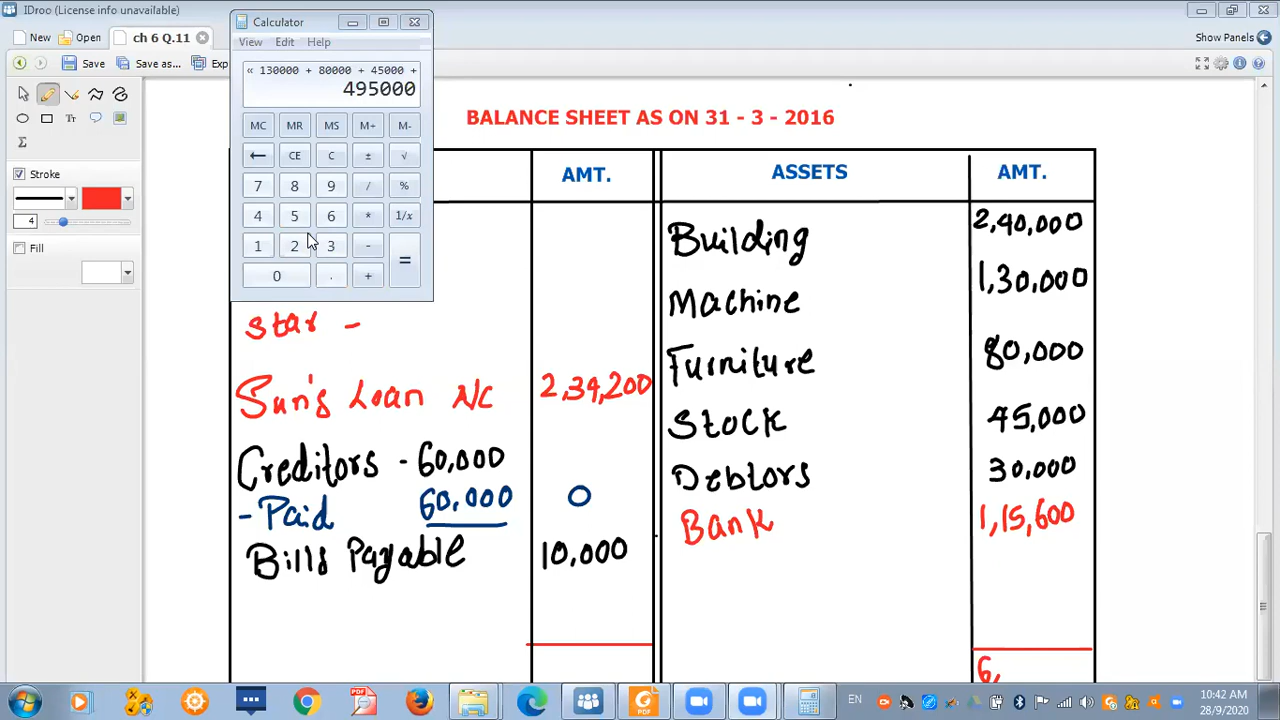 IDroo (License info unavailable)
New
Open
ch 6 Q.11
Show Panels
Save
Save as...
Exp
Stroke
4
Fill
Calculator
View Edit Help
« 130000 + 80000 + 45000 +
495000
MC MR MS M+ M-
← CE C ± √
7 8 9 / %
4 5 6 * 1/x
1 2 3 - =
0 . +
BALANCE SHEET AS ON 31 - 3 - 2016
AMT. ASSETS AMT.
Building 2,40,000
Machine 1,30,000
Star -
Furniture 80,000
Sun's Loan A/C 2,34,200
Stock 45,000
Creditors - 60,000
Debtors 30,000
- Paid 60,000 0
Bank 1,15,600
Bills Payable 10,000
6,
EN
10:42 AM
28/9/2020